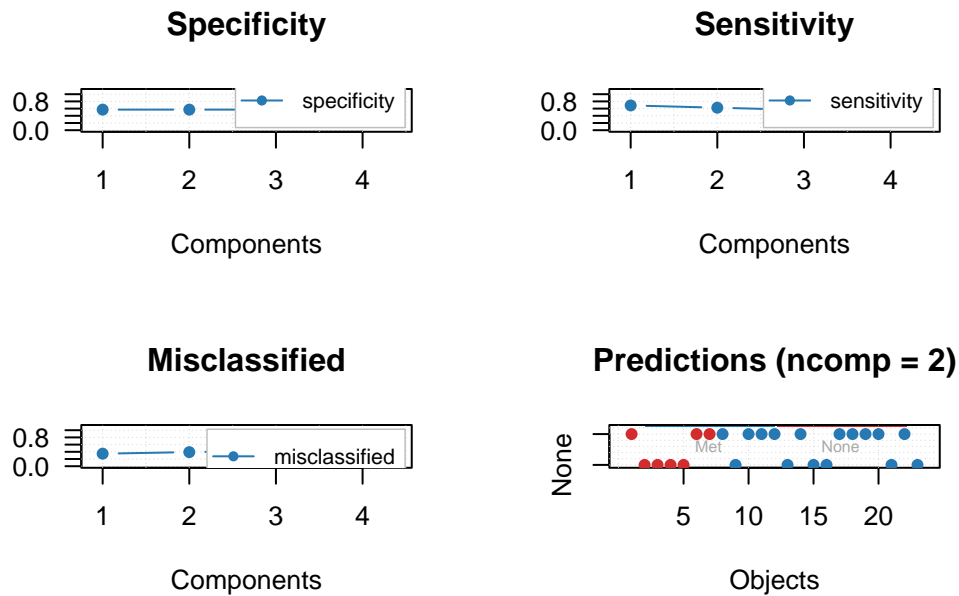 Specificity
0.8
0.0
specificity
1 2 3 4
Components
Sensitivity
0.8
0.0
sensitivity
1 2 3 4
Components
Misclassified
0.8
0.0
misclassified
1 2 3 4
Components
Predictions (ncomp = 2)
None
Met None
5 10 15 20
Objects